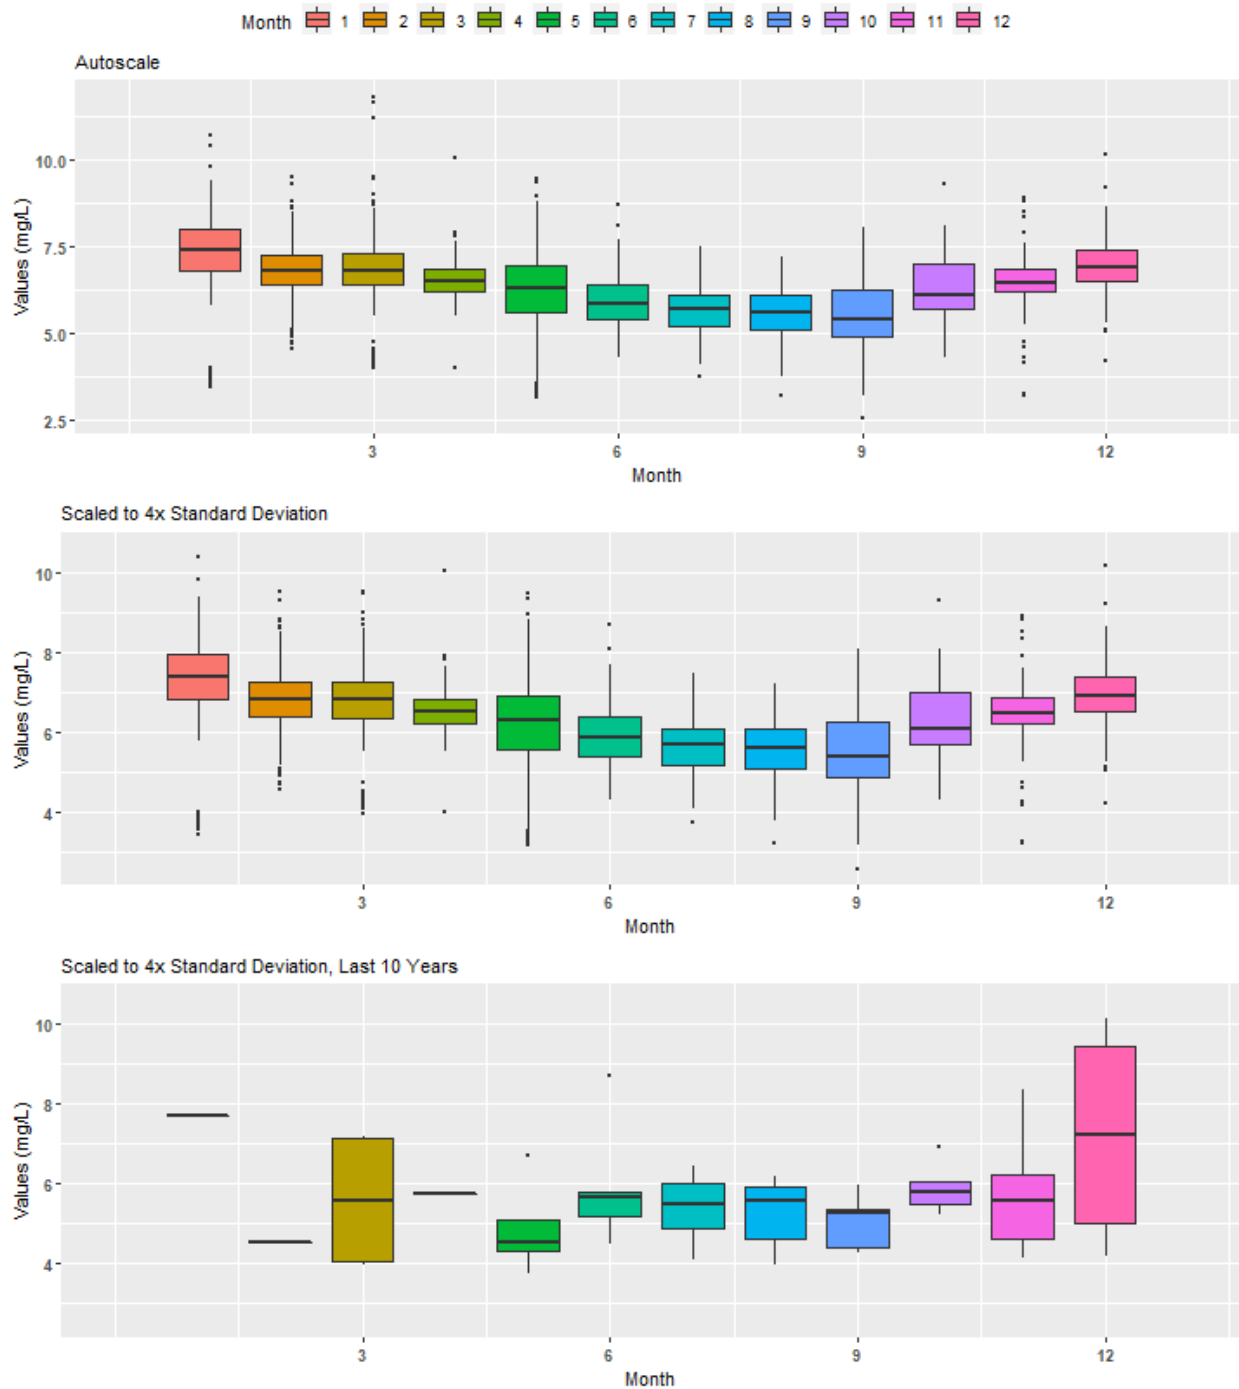 Month 1 2 3 4 5 6 7 8 9 10 11 12
Autoscale
Values (mg/L)
10.0
7.5
5.0
2.5
3 6 9 12
Month
Scaled to 4x Standard Deviation
Values (mg/L)
10
8
6
4
3 6 9 12
Month
Scaled to 4x Standard Deviation, Last 10 Years
Values (mg/L)
10
8
6
4
3 6 9 12
Month